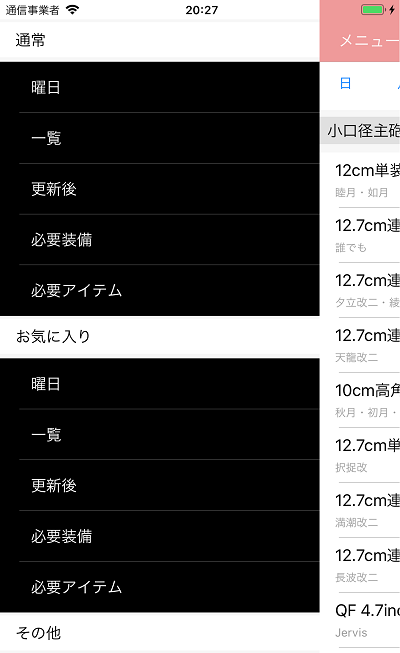 通信事業者 20:27
通常
曜日
一覧
更新後
必要装備
必要アイテム
お気に入り
曜日
一覧
更新後
必要装備
必要アイテム
その他
メニュー
日
小口径主砲
12cm単装
睦月・如月
12.7cm連
誰でも
12.7cm連
夕立改二・綾
12.7cm連
天龍改二
10cm高角
秋月・初月・
12.7cm単
択捉改
12.7cm連
満潮改二
12.7cm連
長波改二
QF 4.7inc
Jervis